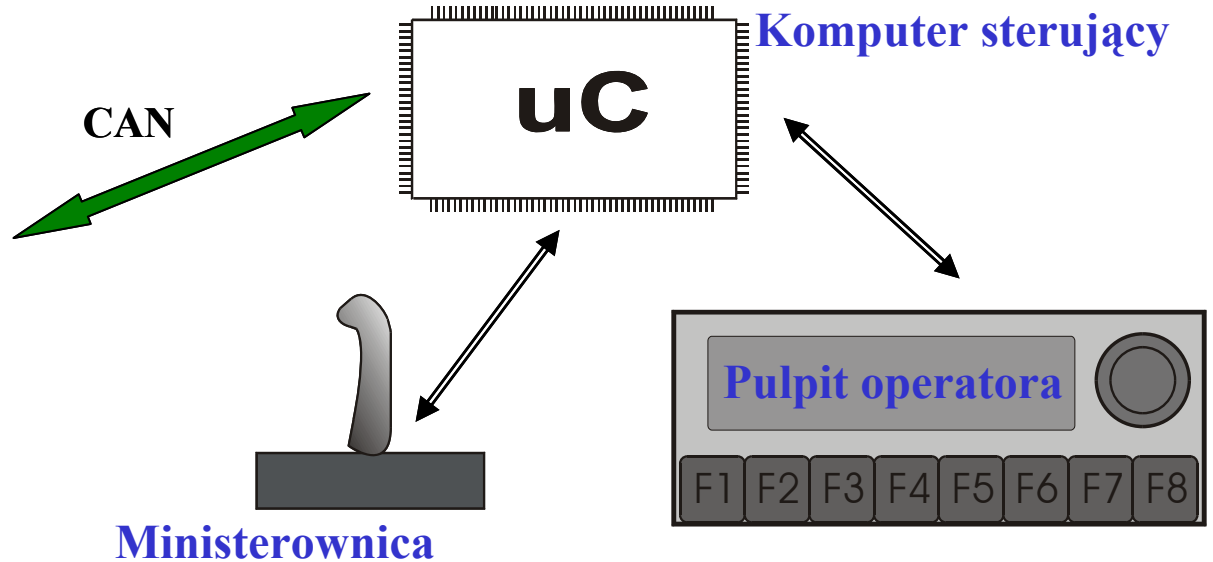 Komputer sterujący
uC
CAN
Pulpit operatora
F1 F2 F3 F4 F5 F6 F7 F8
Ministerownica